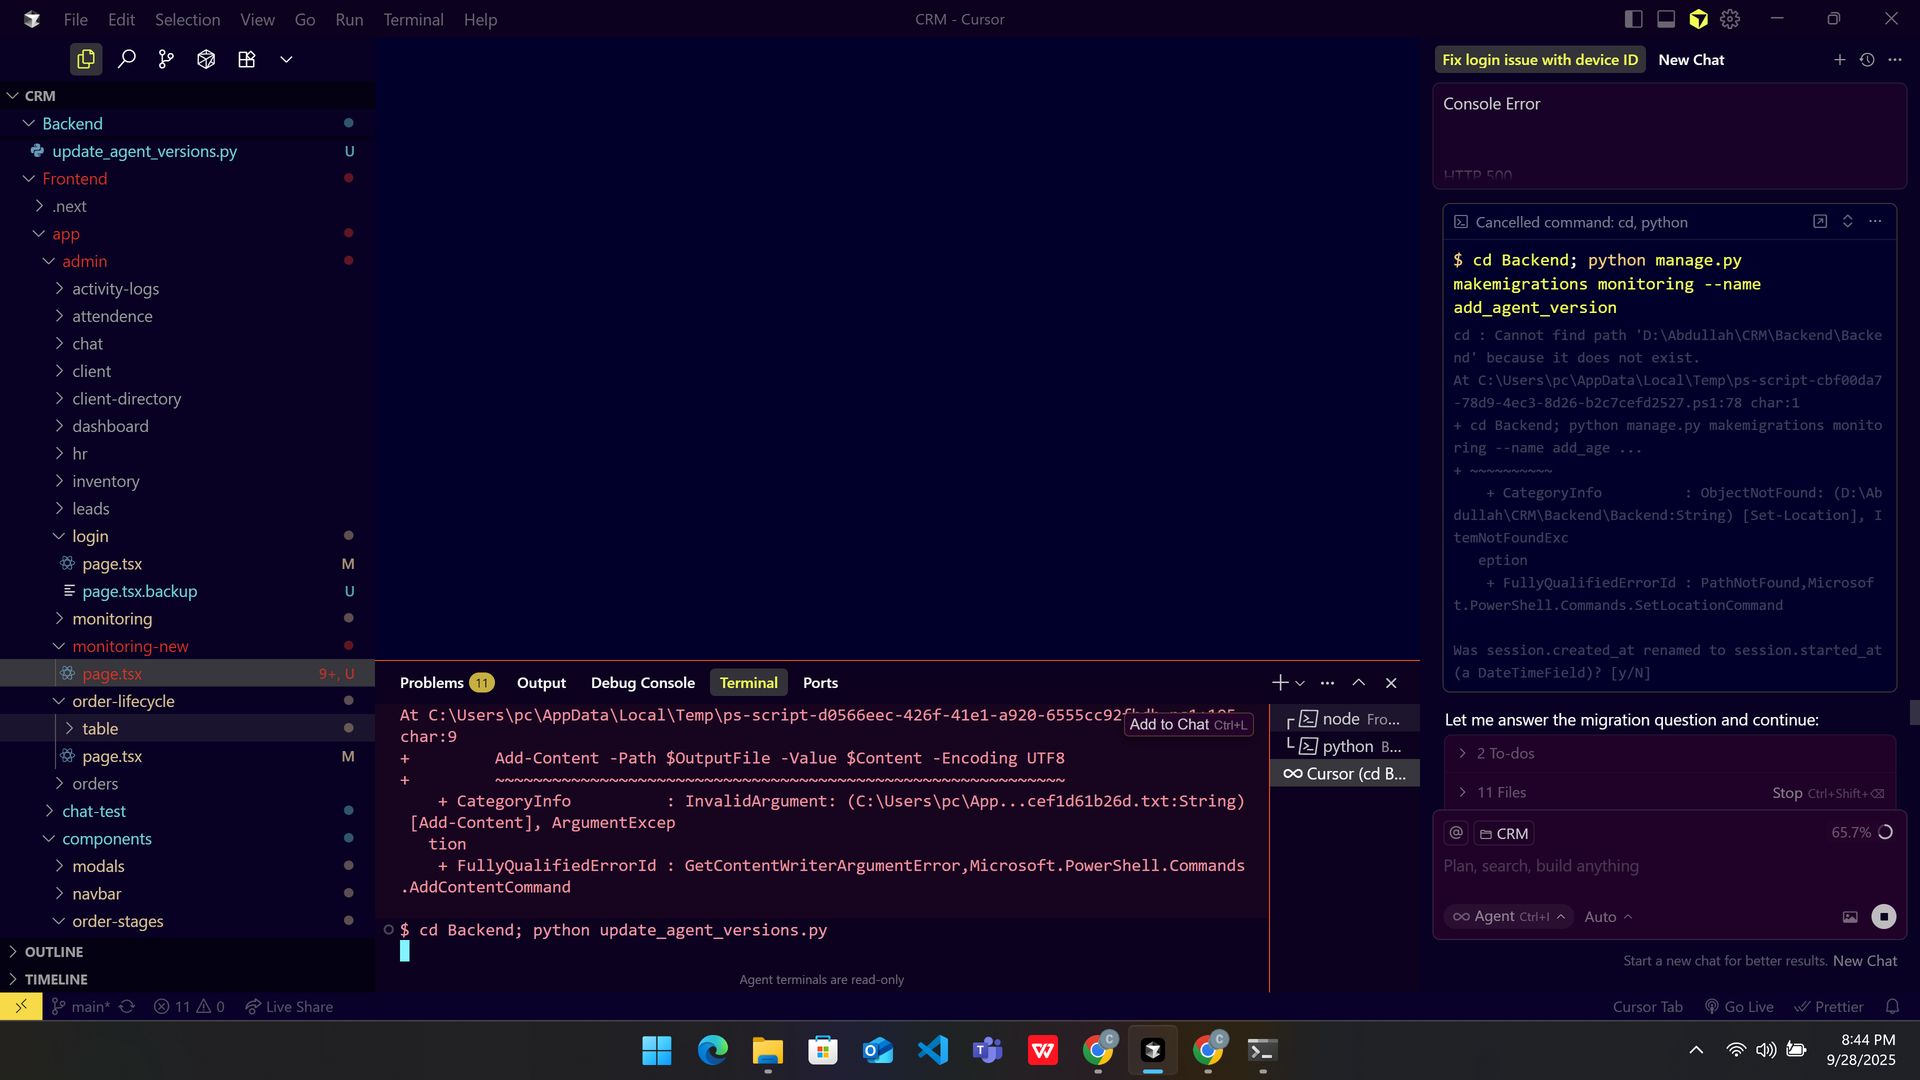 File Edit Selection View Go Run Terminal Help
CRM - Cursor
CRM
Backend
update_agent_versions.py U
Frontend
.next
app
admin
activity-logs
attendence
chat
client
client-directory
dashboard
hr
inventory
leads
login
page.tsx M
page.tsx.backup U
monitoring
monitoring-new
page.tsx 9+, U
order-lifecycle
table
page.tsx M
orders
chat-test
components
modals
navbar
order-stages
OUTLINE
TIMELINE
Problems 11 Output Debug Console Terminal Ports
At C:\Users\pc\AppData\Local\Temp\ps-script-d0566eec-426f-41e1-a920-6555cc92
char:9
+         Add-Content -Path $OutputFile -Value $Content -Encoding UTF8
+         ~~~~~~~~~~~~~~~~~~~~~~~~~~~~~~~~~~~~~~~~~~~~~~~~~~~~~~~~~~~~
    + CategoryInfo          : InvalidArgument: (C:\Users\pc\App...cef1d61b26d.txt:String)
 [Add-Content], ArgumentExcep
   tion
    + FullyQualifiedErrorId : GetContentWriterArgumentError,Microsoft.PowerShell.Commands
.AddContentCommand
$ cd Backend; python update_agent_versions.py
Agent terminals are read-only
Add to Chat Ctrl+L
node Fro...
python B...
Cursor (cd B...
Fix login issue with device ID New Chat
Console Error
HTTP 500
Cancelled command: cd, python
$ cd Backend; python manage.py
makemigrations monitoring --name
add_agent_version
cd : Cannot find path 'D:\Abdullah\CRM\Backend\Backe
nd' because it does not exist.
At C:\Users\pc\AppData\Local\Temp\ps-script-cbf00da7
-78d9-4ec3-8d26-b2c7cefd2527.ps1:78 char:1
+ cd Backend; python manage.py makemigrations monito
ring --name add_age ...
+ ~~~~~~~~~~
    + CategoryInfo          : ObjectNotFound: (D:\Ab
dullah\CRM\Backend\Backend:String) [Set-Location], I
temNotFoundExc
   eption
    + FullyQualifiedErrorId : PathNotFound,Microsof
t.PowerShell.Commands.SetLocationCommand
Was session.created_at renamed to session.started_at
(a DateTimeField)? [y/N]
Let me answer the migration question and continue:
2 To-dos
11 Files Stop Ctrl+Shift+⌫
@ CRM 65.7%
Plan, search, build anything
Agent Ctrl+I Auto
Start a new chat for better results. New Chat
main* 11 0 Live Share
Cursor Tab Go Live Prettier
8:44 PM
9/28/2025